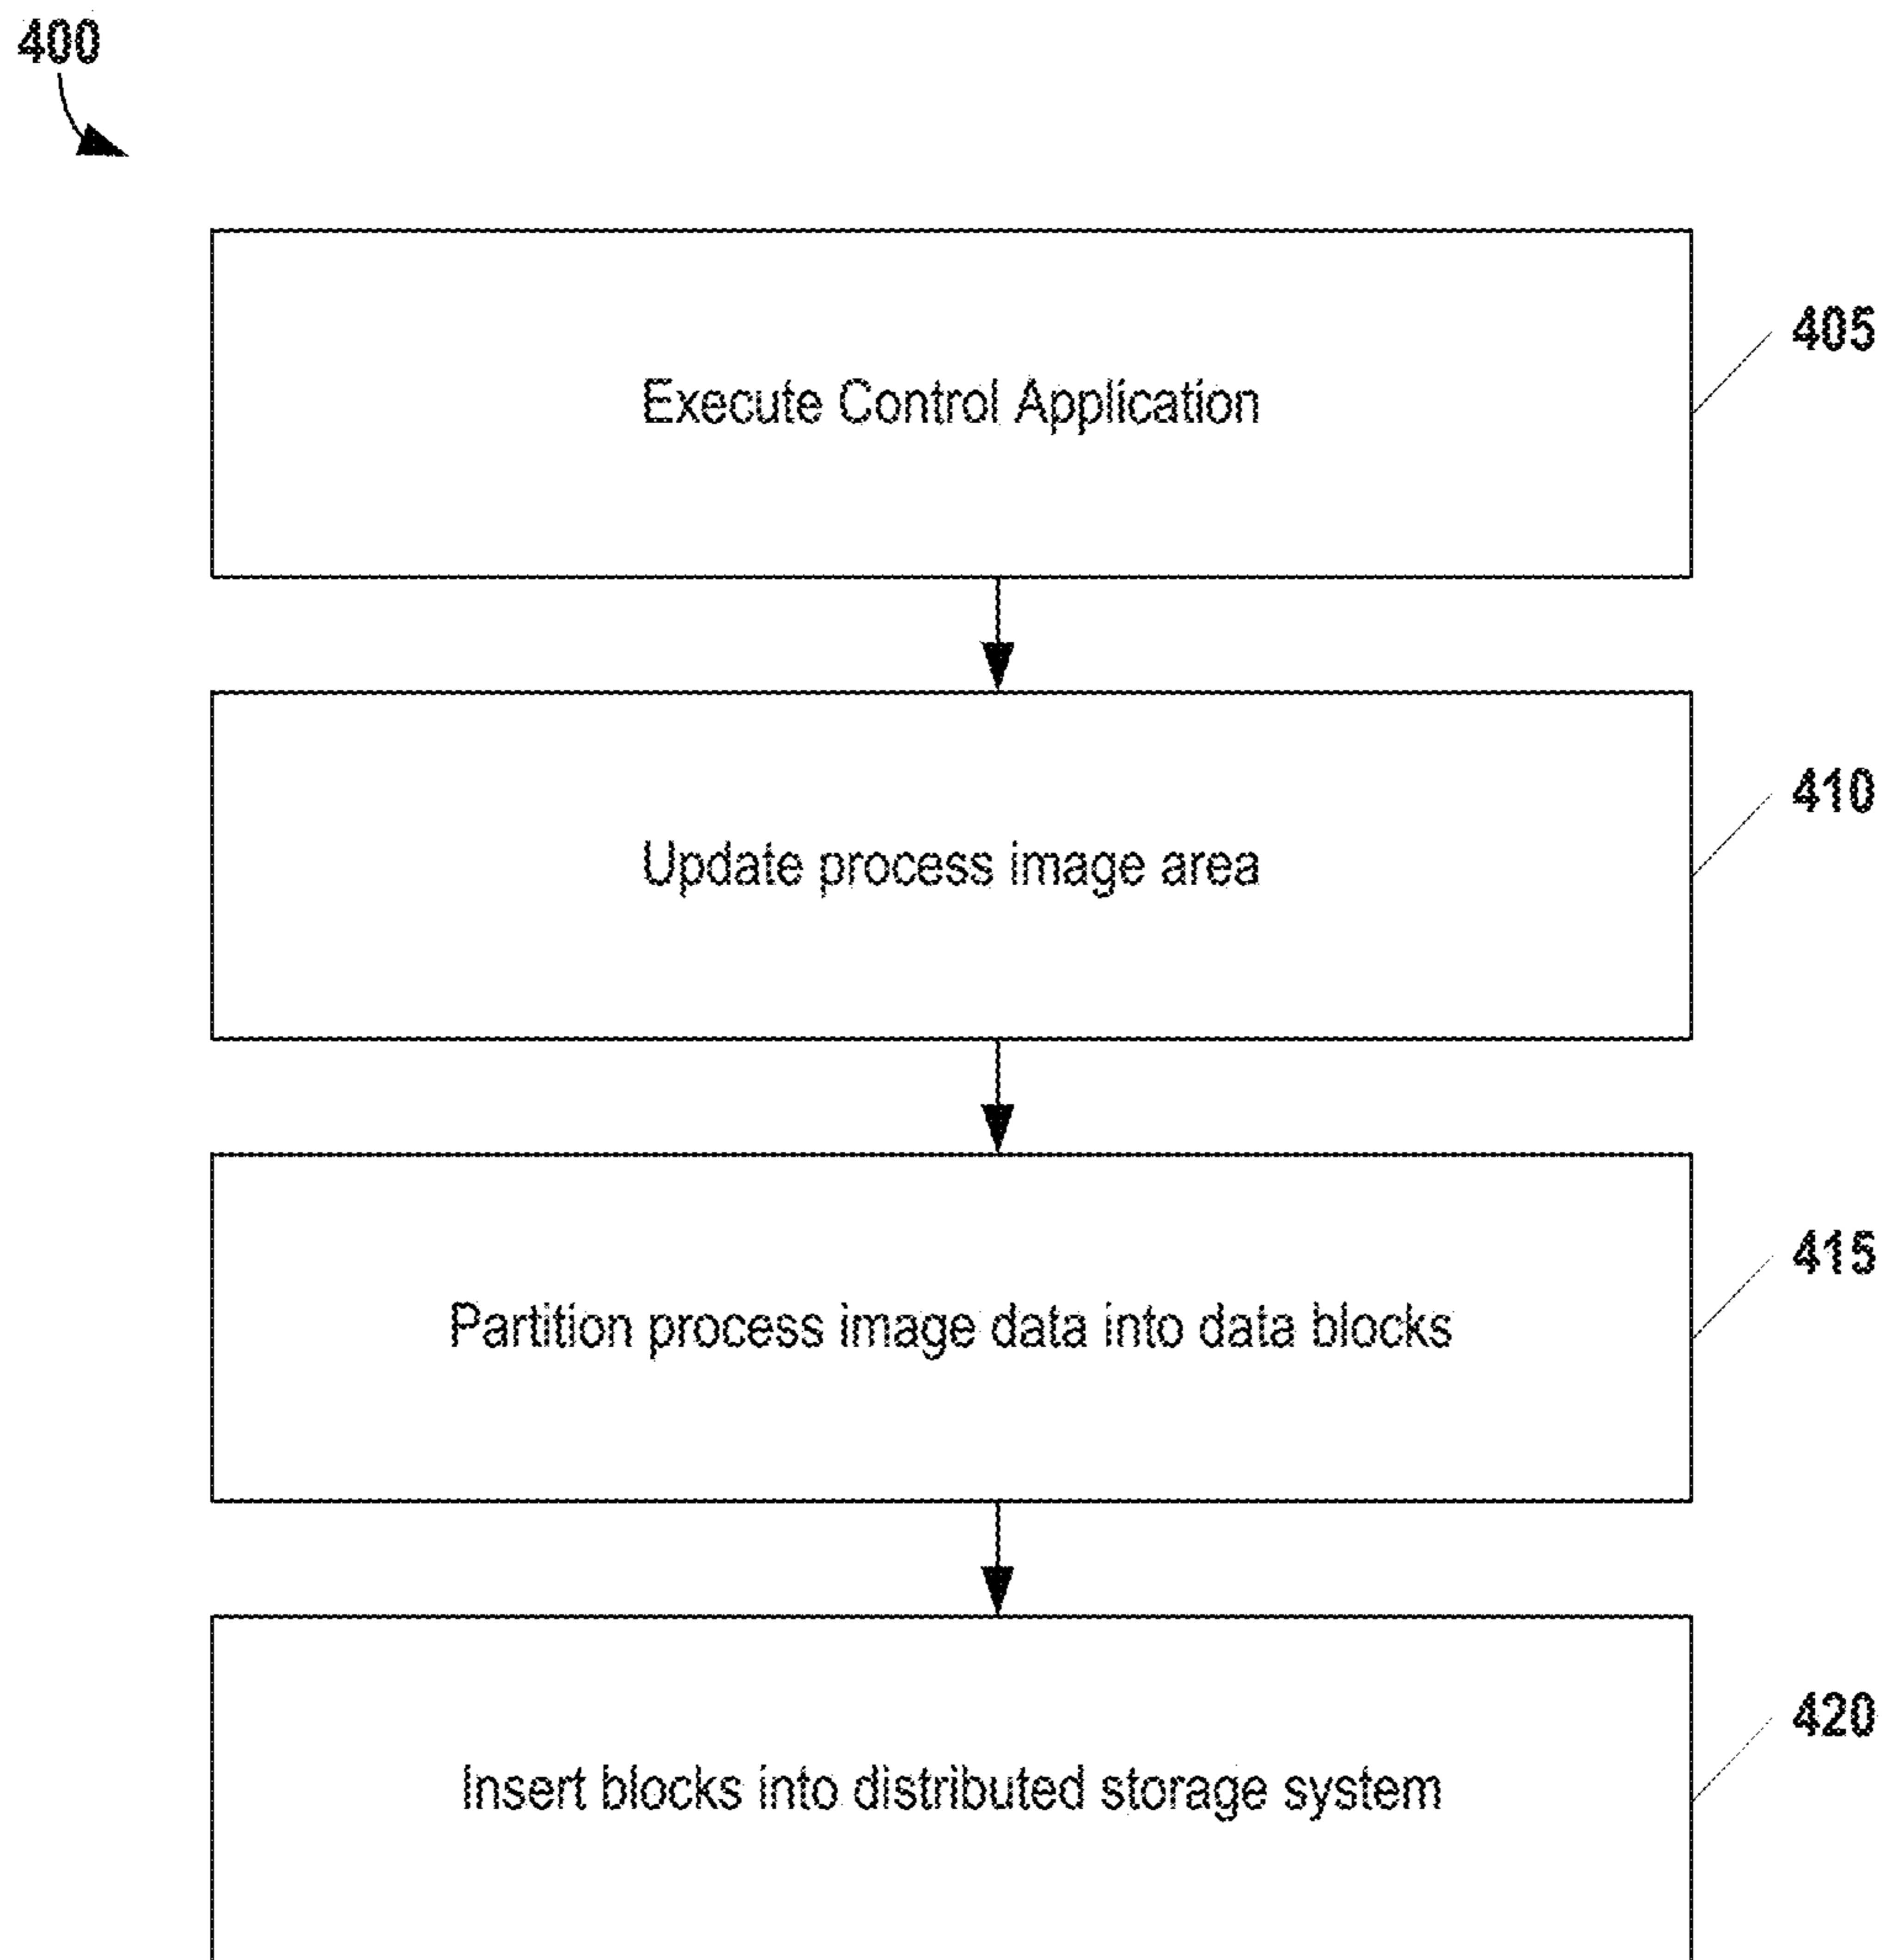 400
405
Execute Control Application
410
Update process image area
415
Partition process image data into data blocks
420
Insert blocks into distributed storage system